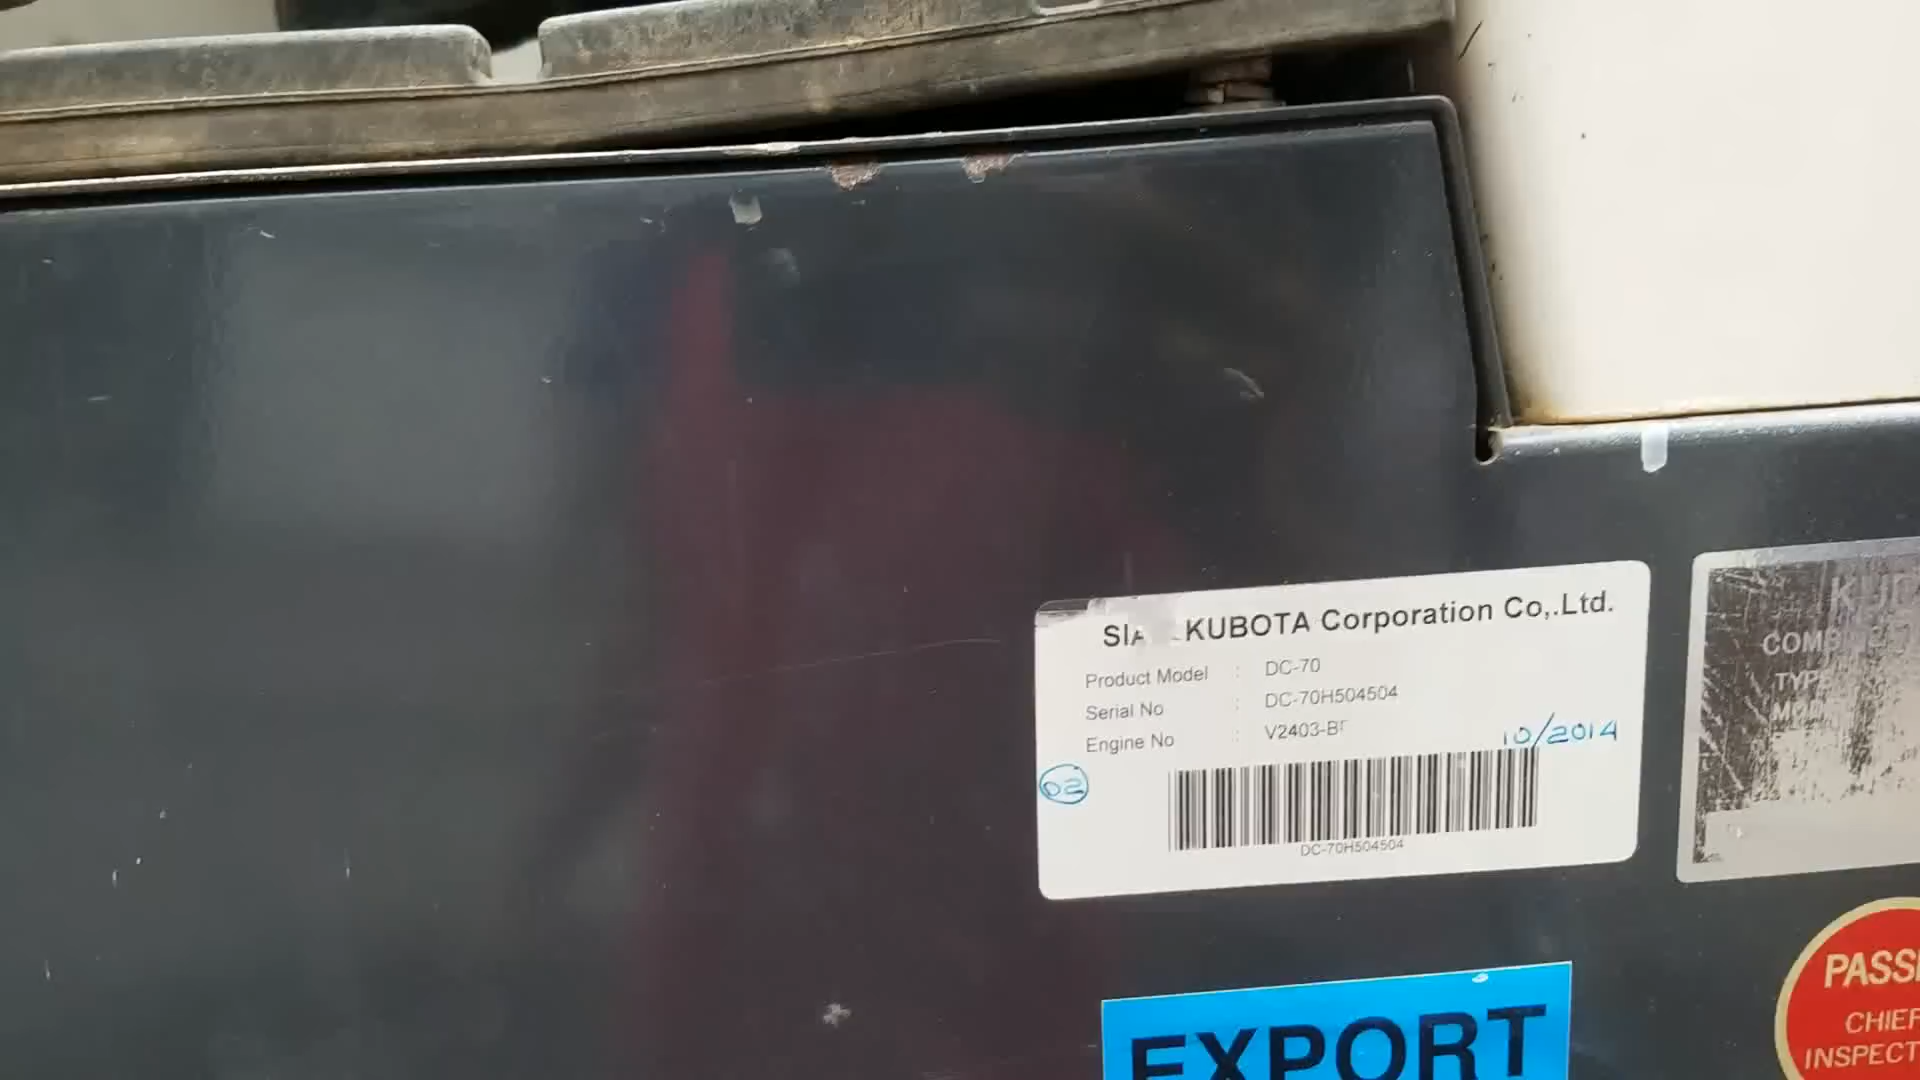 KUBOTA Corporation Co,.Ltd.
Product Model : DC-70
Serial No : DC-70H504504
Engine No : V2403-B
10/2014
02
DC-70H504504
COMB
TYPE
EXPORT
PASS
CHIEF
INSPECT